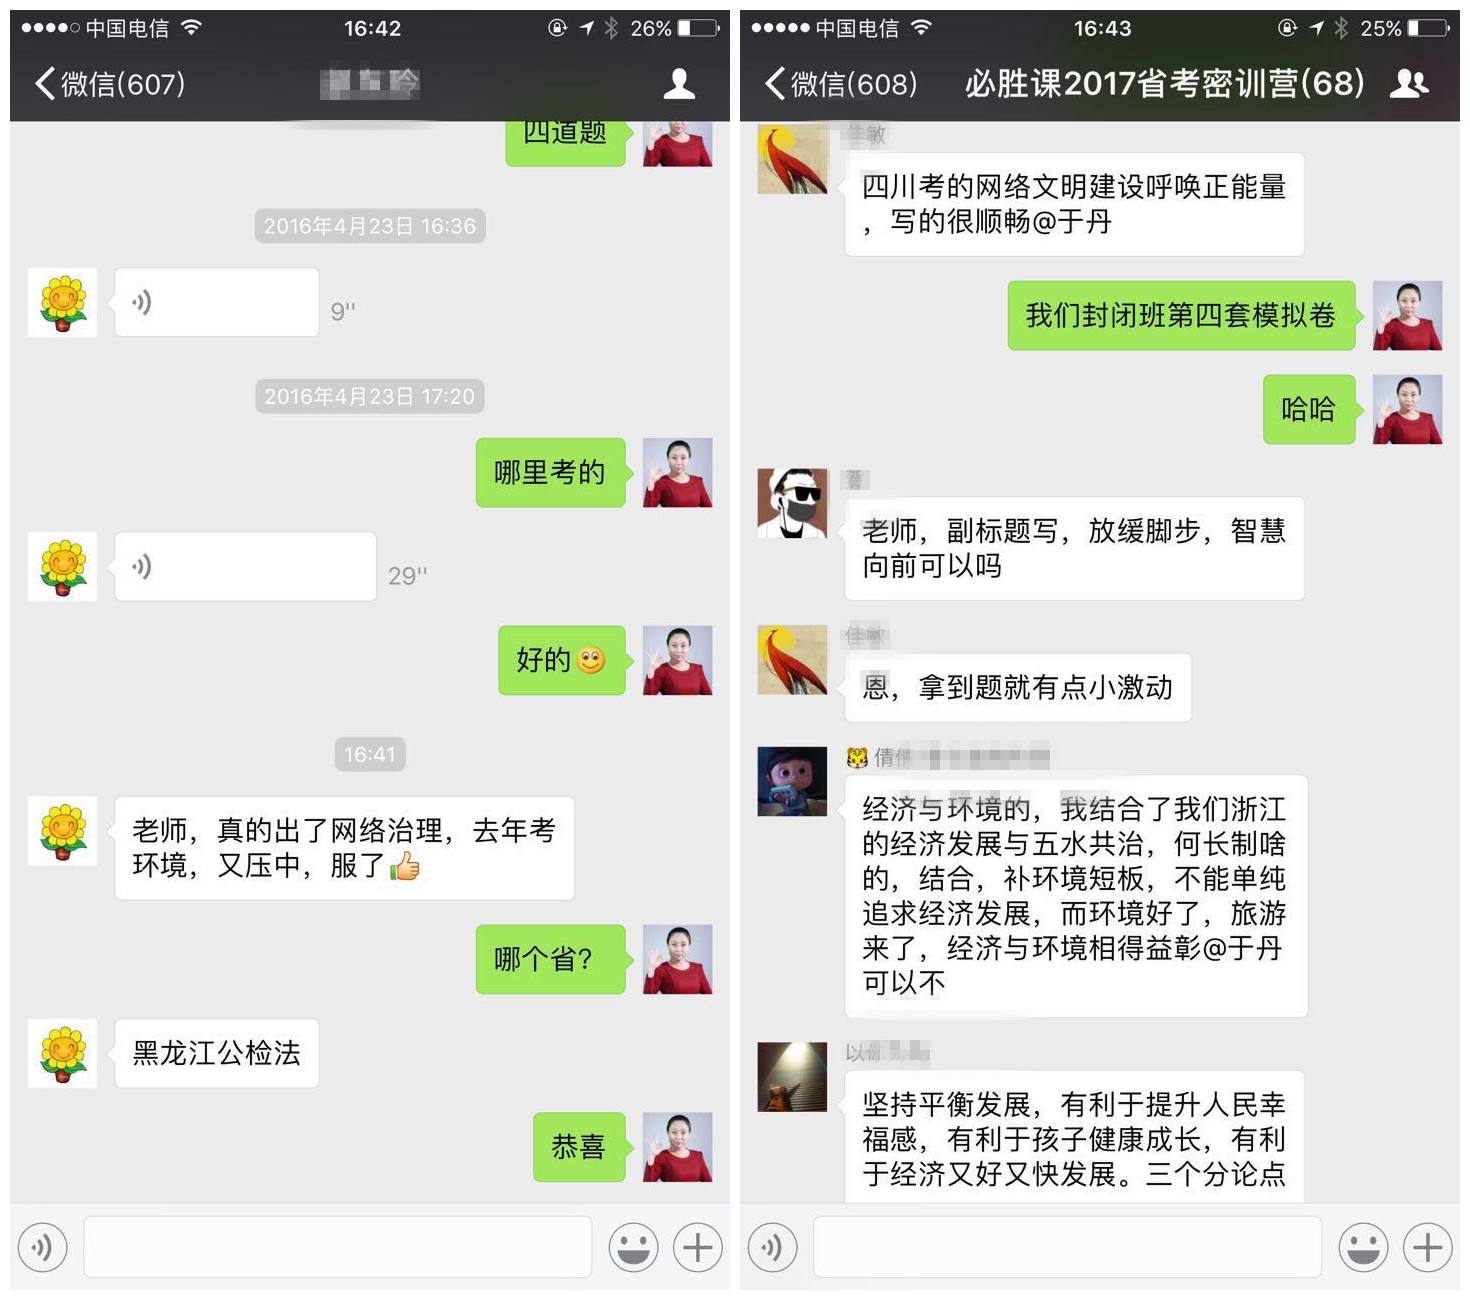 中国电信
16:42
26%
微信(607)
四道题
2016年4月23日 16:36
9''
2016年4月23日 17:20
哪里考的
29''
好的
16:41
老师，真的出了网络治理，去年考
环境，又压中，服了
哪个省？
黑龙江公检法
恭喜
中国电信
16:43
25%
微信(608)
必胜课2017省考密训营(68)
佳敏
四川考的网络文明建设呼唤正能量
，写的很顺畅@于丹
我们封闭班第四套模拟卷
哈哈
老师，副标题写，放缓脚步，智慧
向前可以吗
佳敏
恩，拿到题就有点小激动
倩
经济与环境的，我结合了我们浙江
的经济发展与五水共治，何长制啥
的，结合，补环境短板，不能单纯
追求经济发展，而环境好了，旅游
来了，经济与环境相得益彰@于丹
可以不
以
坚持平衡发展，有利于提升人民幸
福感，有利于孩子健康成长，有利
于经济又好又快发展。三个分论点